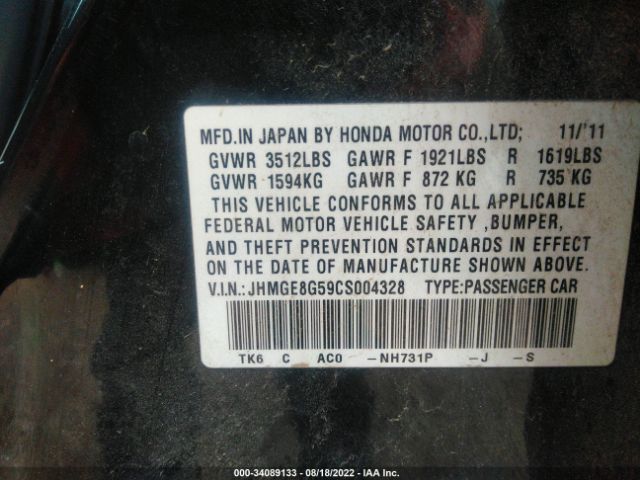 MFD.IN JAPAN BY HONDA MOTOR CO.,LTD; 11/'11
GVWR 3512LBS GAWR F 1921LBS R 1619LBS
GVWR 1594KG GAWR F 872 KG R 735 KG
THIS VEHICLE CONFORMS TO ALL APPLICABLE
FEDERAL MOTOR VEHICLE SAFETY ,BUMPER,
AND THEFT PREVENTION STANDARDS IN EFFECT
ON THE DATE OF MANUFACTURE SHOWN ABOVE.
V.I.N.:JHMGE8G59CS004328 TYPE:PASSENGER CAR
TK6 C AC0 -NH731P -J -S
000-34089133 - 08/18/2022 - IAA Inc.